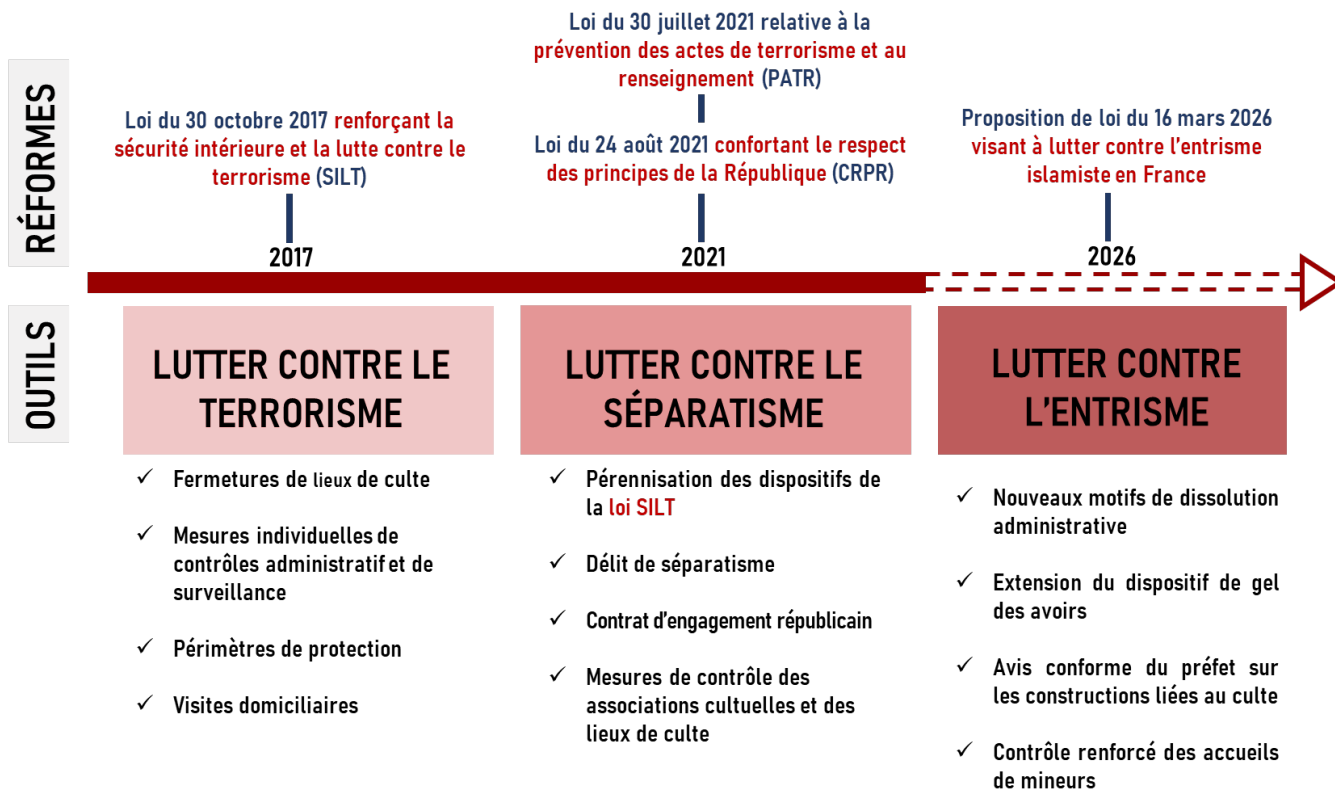 RÉFORMES
Loi du 30 octobre 2017 renforçant la
sécurité intérieure et la lutte contre le
terrorisme (SILT)
2017
Loi du 30 juillet 2021 relative à la
prévention des actes de terrorisme et au
renseignement (PATR)
Loi du 24 août 2021 confortant le respect
des principes de la République (CRPR)
2021
Proposition de loi du 16 mars 2026
visant à lutter contre l'entrisme
islamiste en France
2026
OUTILS
LUTTER CONTRE LE
TERRORISME
✓ Fermetures de lieux de culte
✓ Mesures individuelles de
contrôles administratif et de
surveillance
✓ Périmètres de protection
✓ Visites domiciliaires
LUTTER CONTRE LE
SÉPARATISME
✓ Pérennisation des dispositifs de
la loi SILT
✓ Délit de séparatisme
✓ Contrat d'engagement républicain
✓ Mesures de contrôle des
associations cultuelles et des
lieux de culte
LUTTER CONTRE
L'ENTRISME
✓ Nouveaux motifs de dissolution
administrative
✓ Extension du dispositif de gel
des avoirs
✓ Avis conforme du préfet sur
les constructions liées au culte
✓ Contrôle renforcé des accueils
de mineurs